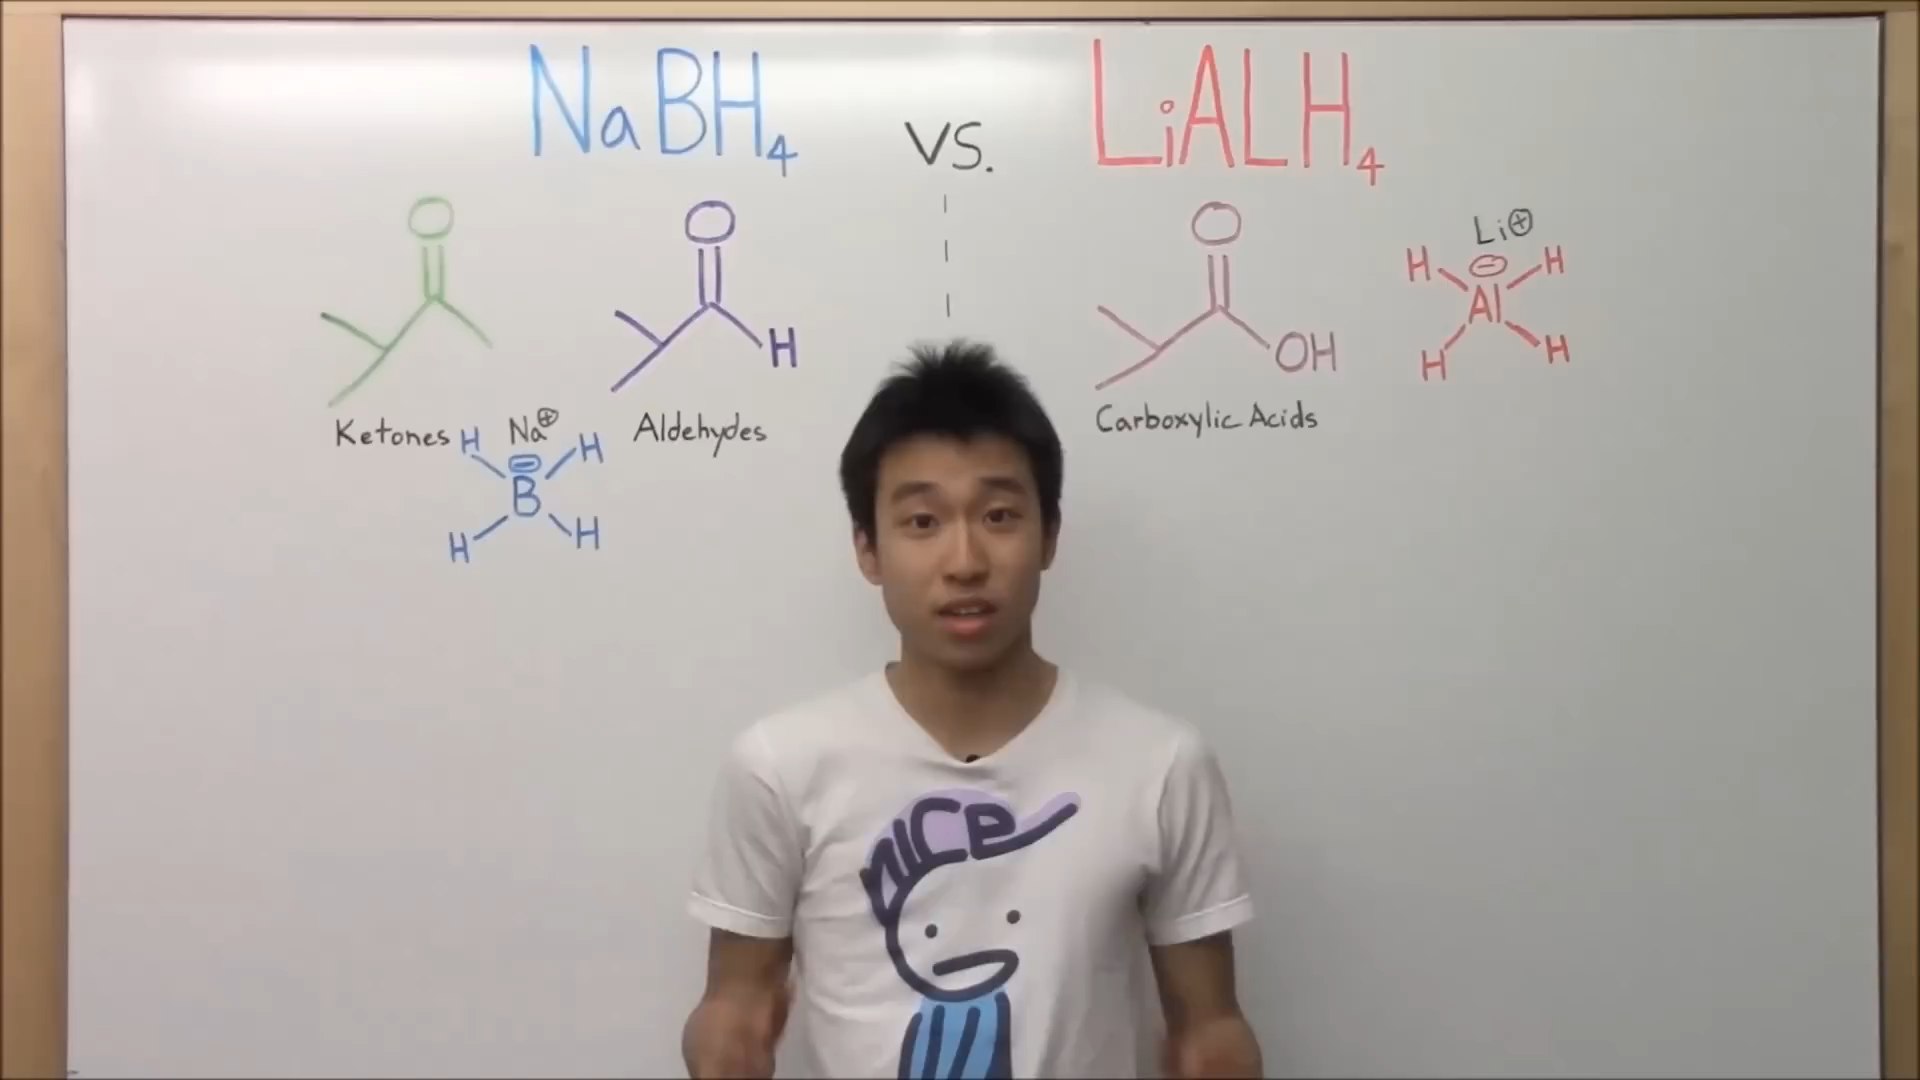 NaBH4 vs. LiALH4
O
O
H
Ketones
Aldehydes
Na⊕
H
H
⊖
B
H
H
O
OH
Carboxylic Acids
Li⊕
H
⊖
H
Al
H
H
NICE